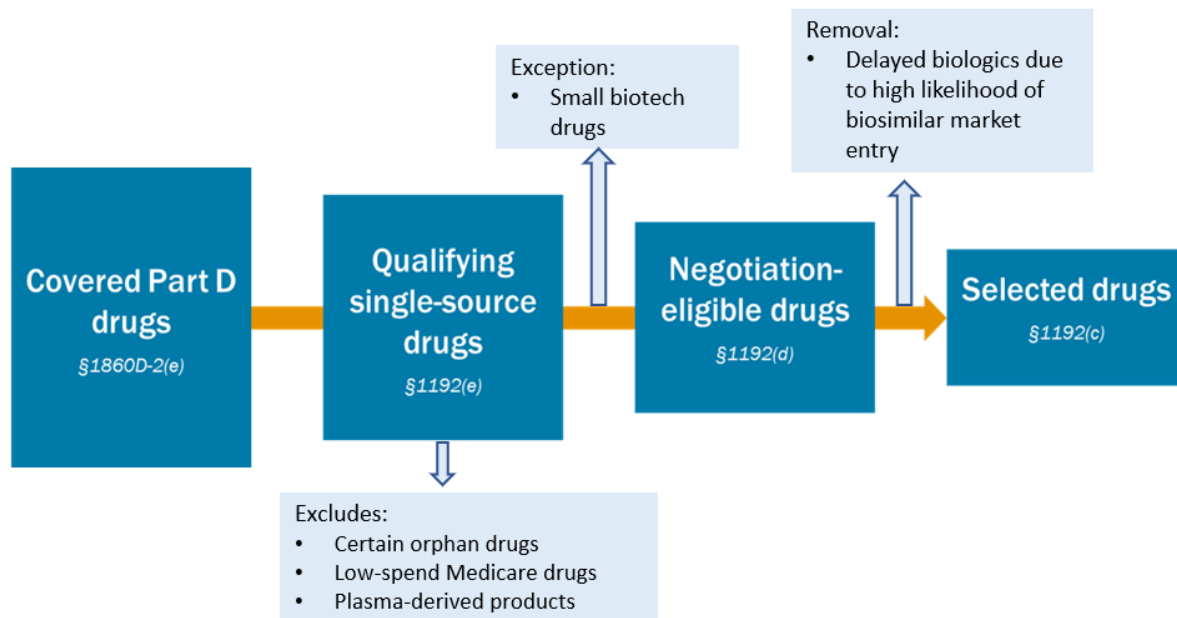 Removal:
• Delayed biologics due
to high likelihood of
biosimilar market
entry
Exception:
• Small biotech
drugs
Covered Part D
drugs
§1860D-2(e)
Qualifying
single-source
drugs
§1192(e)
Negotiation-
eligible drugs
§1192(d)
Selected drugs
§1192(c)
Excludes:
• Certain orphan drugs
• Low-spend Medicare drugs
• Plasma-derived products